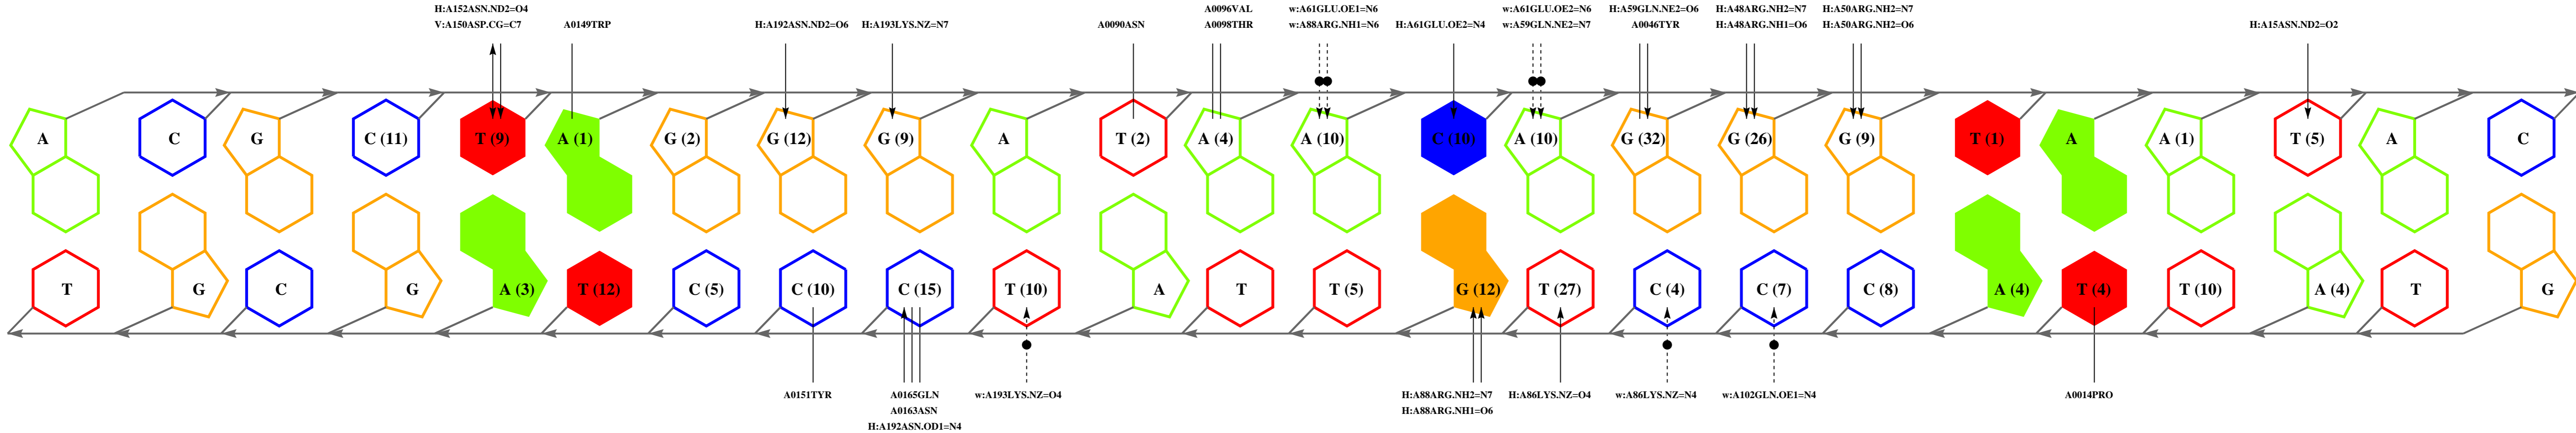 H:A152ASN.ND2=O4
V:A150ASP.CG=C7
A0149TRP
H:A192ASN.ND2=O6
H:A193LYS.NZ=N7
A0090ASN
A0096VAL
A0098THR
w:A61GLU.OE1=N6
w:A88ARG.NH1=N6
H:A61GLU.OE2=N4
w:A61GLU.OE2=N6
w:A59GLN.NE2=N7
H:A59GLN.NE2=O6
A0046TYR
H:A48ARG.NH2=N7
H:A48ARG.NH1=O6
H:A50ARG.NH2=N7
H:A50ARG.NH2=O6
H:A15ASN.ND2=O2
A C G C (11) T (9) A (1) G (2) G (12) G (9) A T (2) A (4) A (10) C (10) A (10) G (32) G (26) G (9) T (1) A A (1) T (5) A C
T G C G A (3) T (12) C (5) C (10) C (15) T (10) A T T (5) G (12) T (27) C (4) C (7) C (8) A (4) T (4) T (10) A (4) T G
A0151TYR
A0165GLN
A0163ASN
H:A192ASN.OD1=N4
w:A193LYS.NZ=O4
H:A88ARG.NH2=N7
H:A88ARG.NH1=O6
H:A86LYS.NZ=O4
w:A86LYS.NZ=N4
w:A102GLN.OE1=N4
A0014PRO